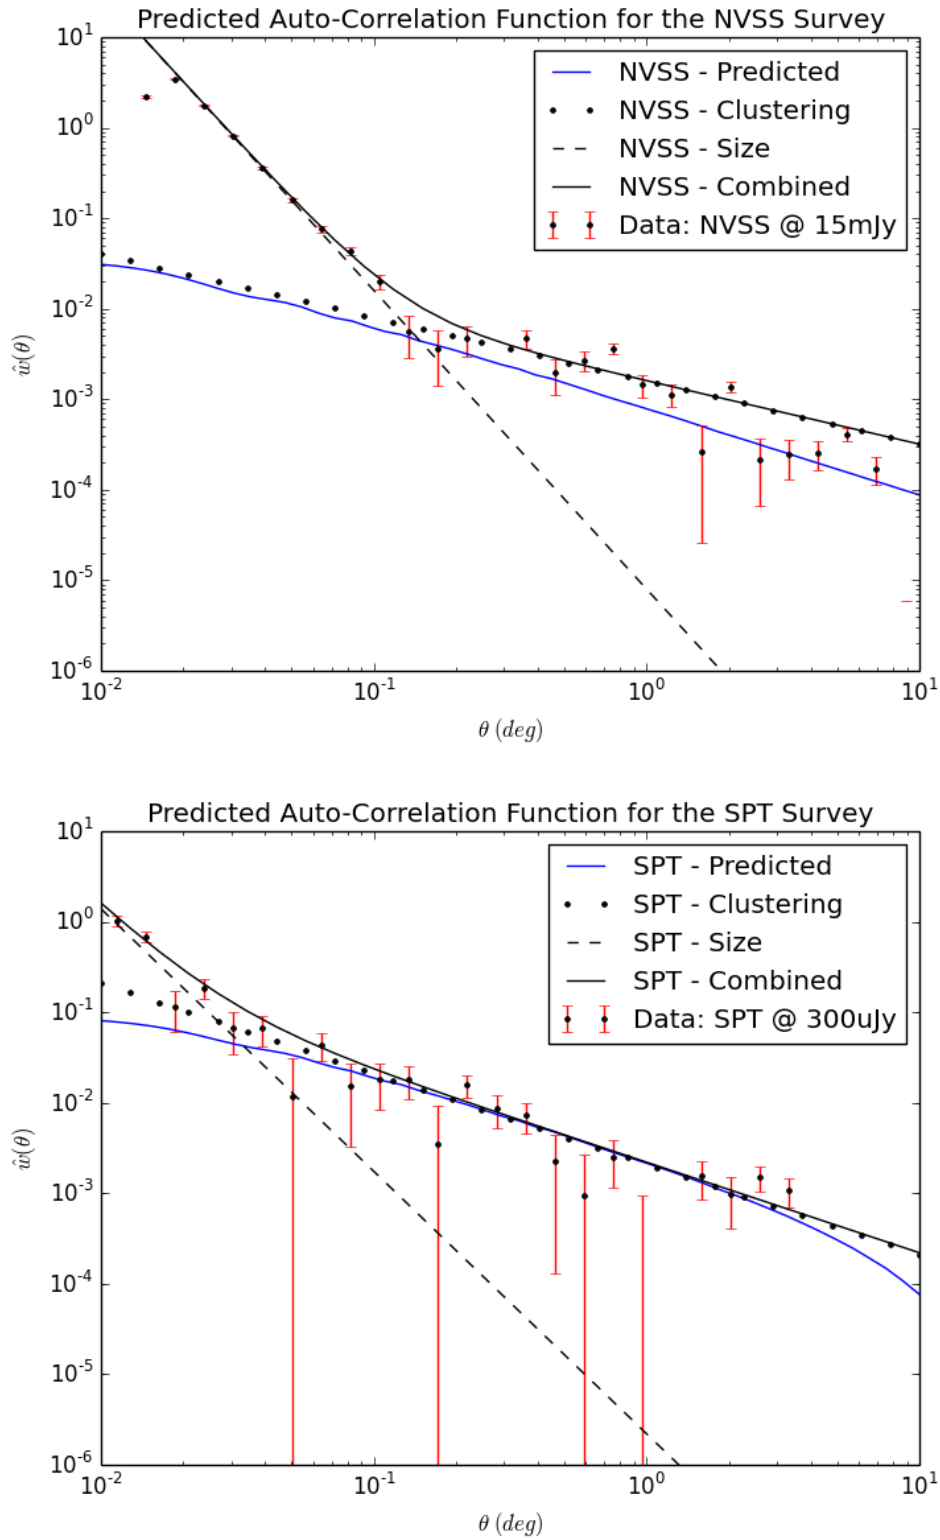 Predicted Auto-Correlation Function for the NVSS Survey
10^1
10^0
10^-1
10^-2
10^-3
10^-4
10^-5
10^-6
ŵ(θ)
NVSS - Predicted
NVSS - Clustering
NVSS - Size
NVSS - Combined
Data: NVSS @ 15mJy
10^-2 10^-1 10^0 10^1
θ (deg)
Predicted Auto-Correlation Function for the SPT Survey
10^1
10^0
10^-1
10^-2
10^-3
10^-4
10^-5
10^-6
ŵ(θ)
SPT - Predicted
SPT - Clustering
SPT - Size
SPT - Combined
Data: SPT @ 300uJy
10^-2 10^-1 10^0 10^1
θ (deg)